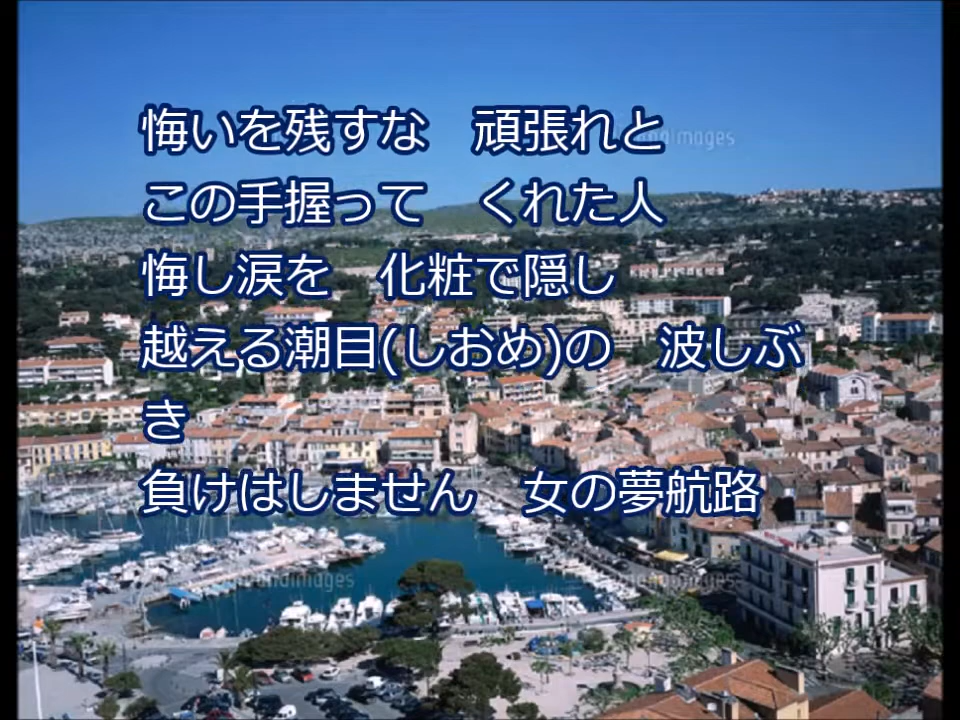 悔いを残すな　頑張れと
この手握って　くれた人
悔し涙を　化粧で隠し
越える潮目(しおめ)の　波しぶ
き
負けはしません　女の夢航路